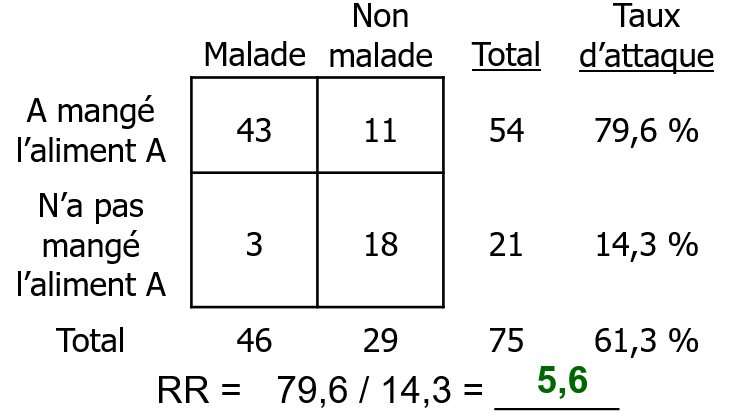 Non Taux
Malade malade Total d’attaque
A mangé
l’aliment A 43 11 54 79,6 %
N’a pas
mangé 3 18 21 14,3 %
l’aliment A
Total 46 29 75 61,3 %
RR = 79,6 / 14,3 = 5,6